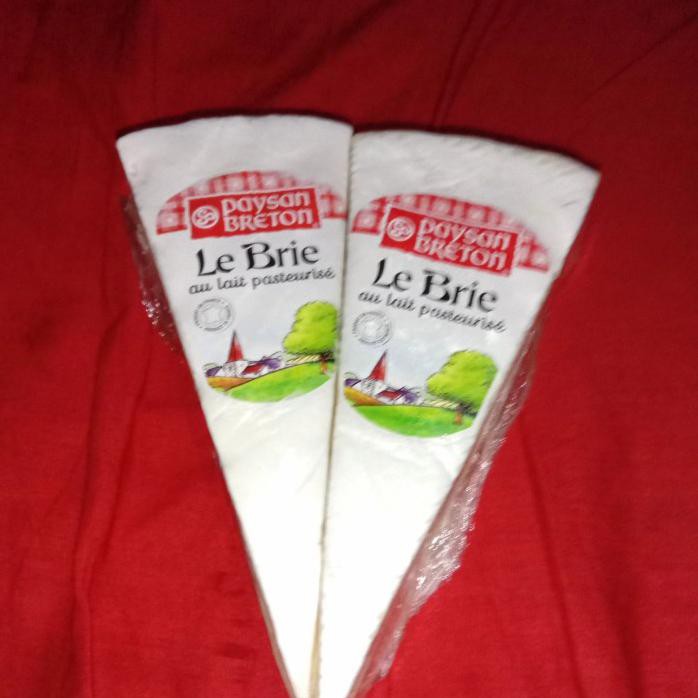 Paysan
Breton
Le Brie
au lait pasteurisé
Paysan
Breton
Le Brie
au lait pasteurisé